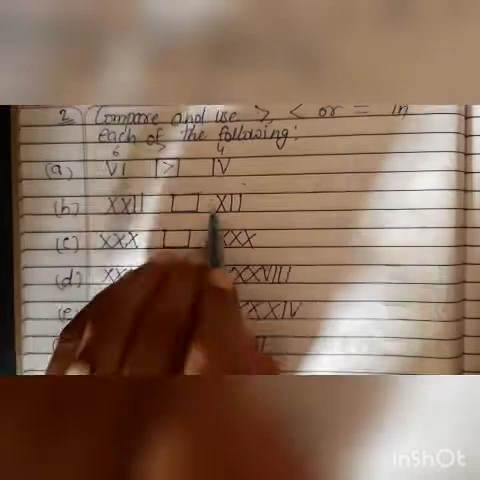 2 Compare and use >, < or = in
each of the following:
6 > 4
(a) VI > IV
(b) XXII XII
(c) XXX XXX
(d) XXVIII
(e) XXIV
InShOt